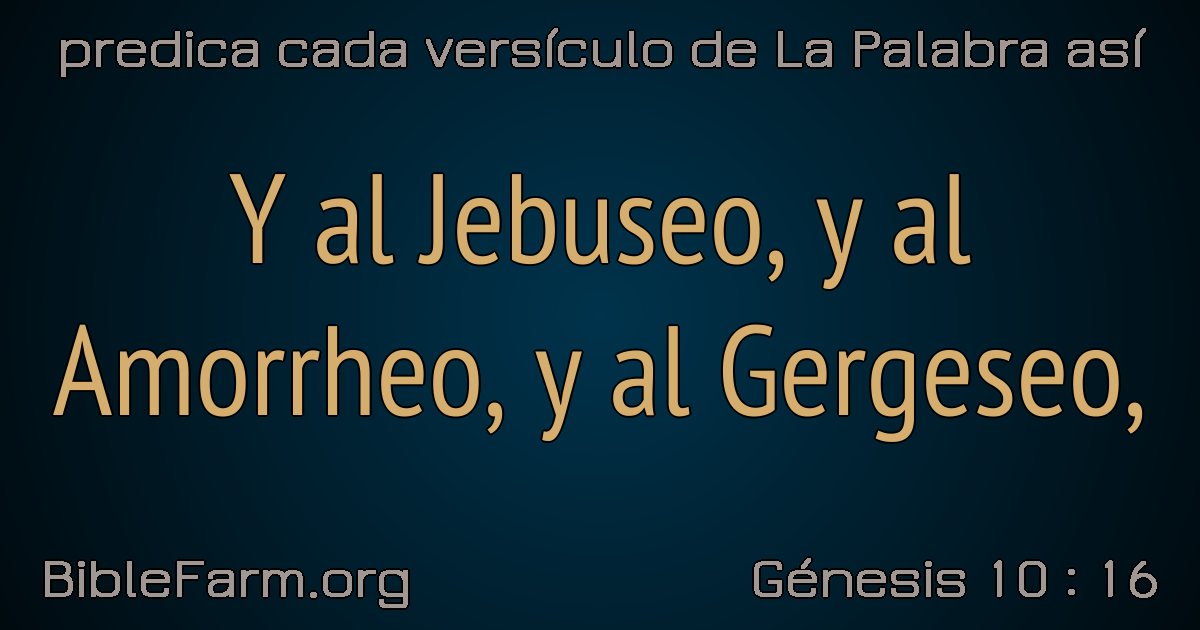 predica cada versículo de La Palabra así
Y al Jebuseo, y al
Amorrheo, y al Gergeseo,
BibleFarm.org
Génesis 10 : 16